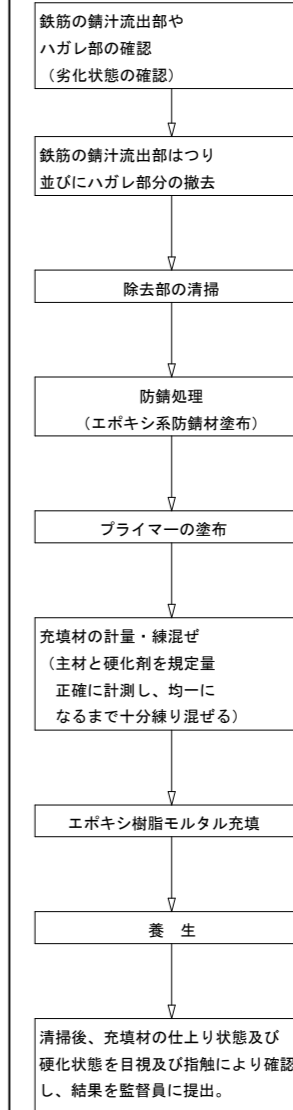 鉄筋の錆汁流出部や
ハガレ部の確認
（劣化状態の確認）
鉄筋の錆汁流出部はつり
並びにハガレ部分の撤去
除去部の清掃
防錆処理
（エポキシ系防錆材塗布）
プライマーの塗布
充填材の計量・練混ぜ
（主材と硬化剤を規定量
正確に計測し、均一に
なるまで十分練り混ぜる）
エポキシ樹脂モルタル充填
養　生
清掃後、充填材の仕上り状態及び
硬化状態を目視及び指触により確認
し、結果を監督員に提出。